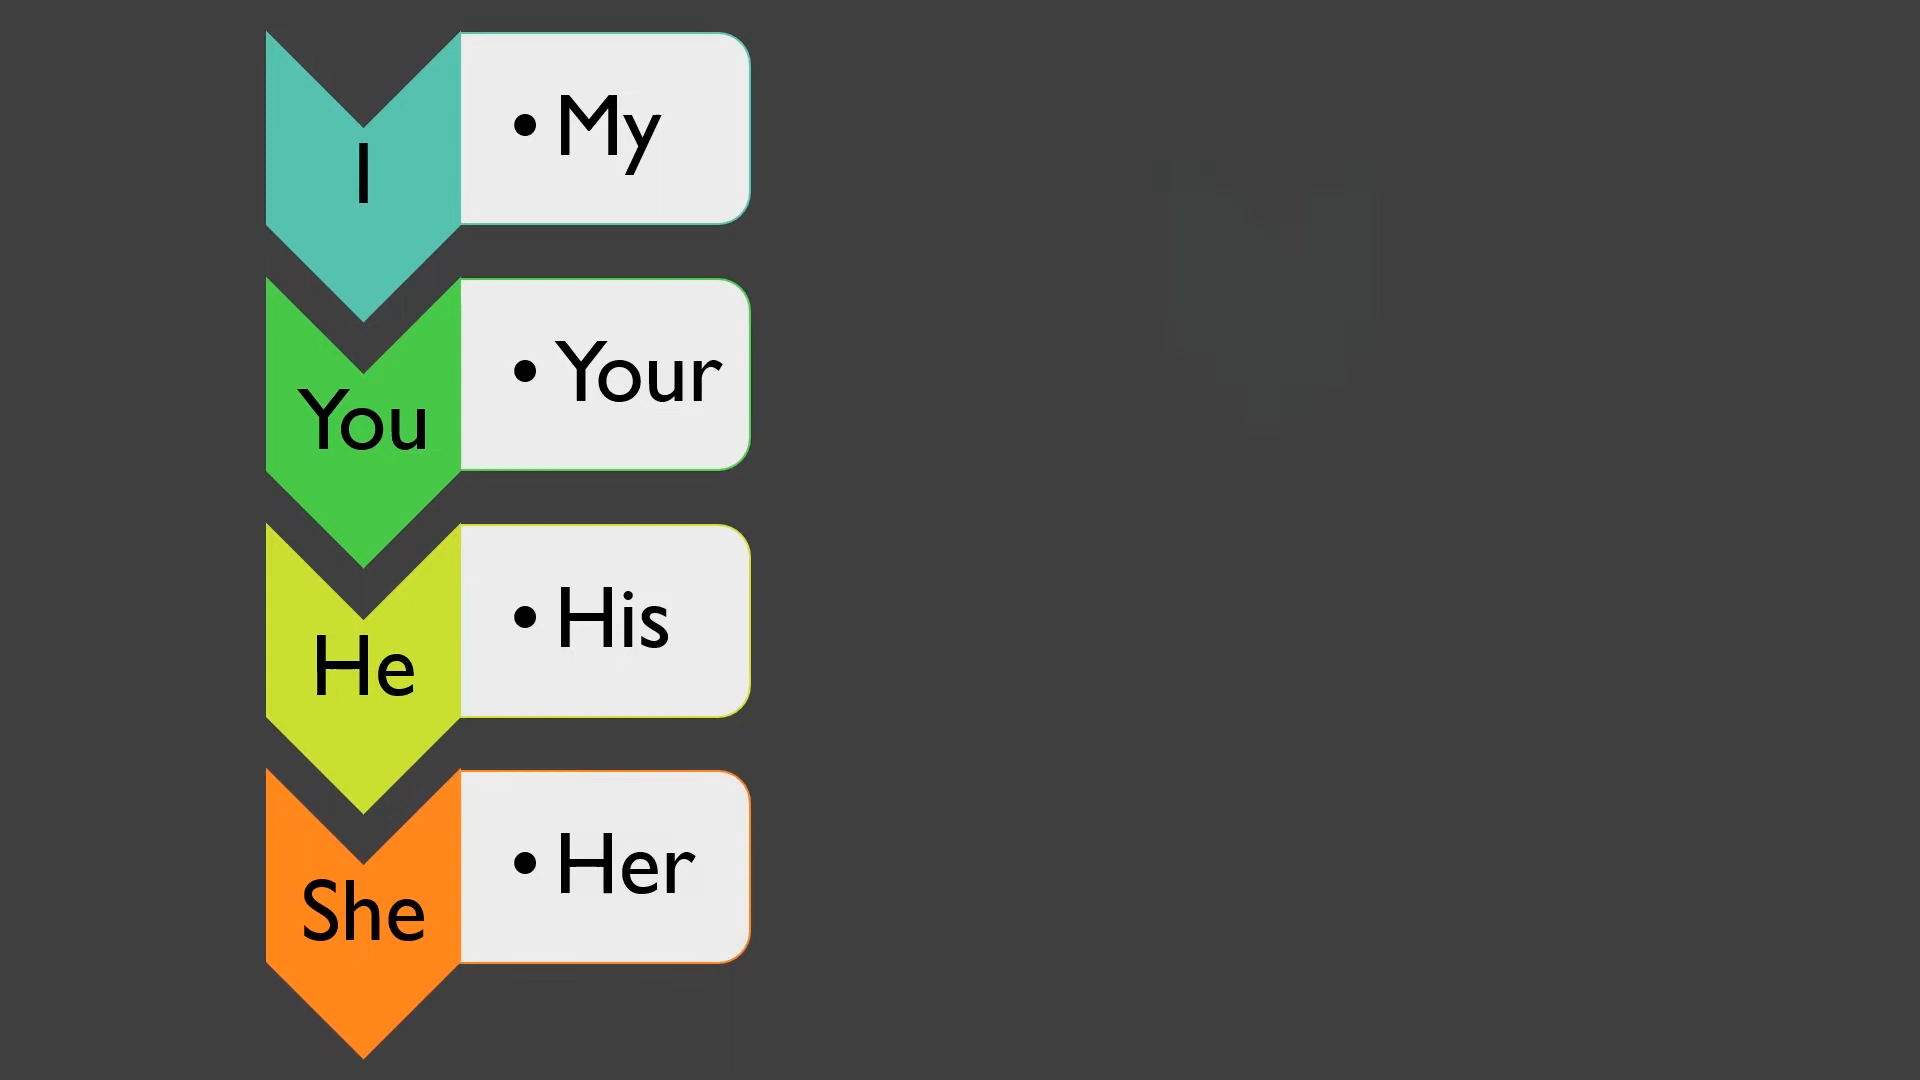 I
• My
You
• Your
He
• His
She
• Her